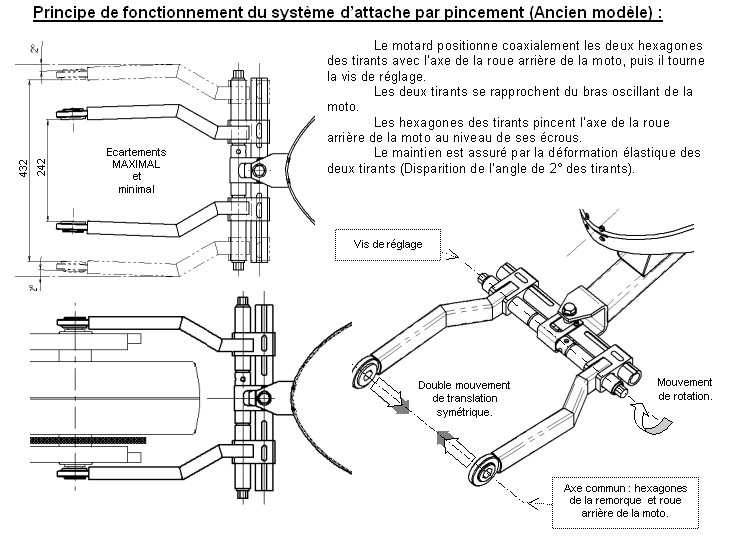 Principe de fonctionnement du système d'attache par pincement (Ancien modèle) :
Le motard positionne coaxialement les deux hexagones
des tirants avec l'axe de la roue arrière de la moto, puis il tourne
la vis de réglage.
Les deux tirants se rapprochent du bras oscillant de la
moto.
Les hexagones des tirants pincent l'axe de la roue
arrière de la moto au niveau de ses écrous.
Le maintien est assuré par la déformation élastique des
deux tirants (Disparition de l'angle de 2° des tirants).
2°
432
242
Ecartements
MAXIMAL
et
minimal
2°
Vis de réglage
Double mouvement
de translation
symétrique.
Mouvement
de rotation.
Axe commun : hexagones
de la remorque et roue
arrière de la moto.